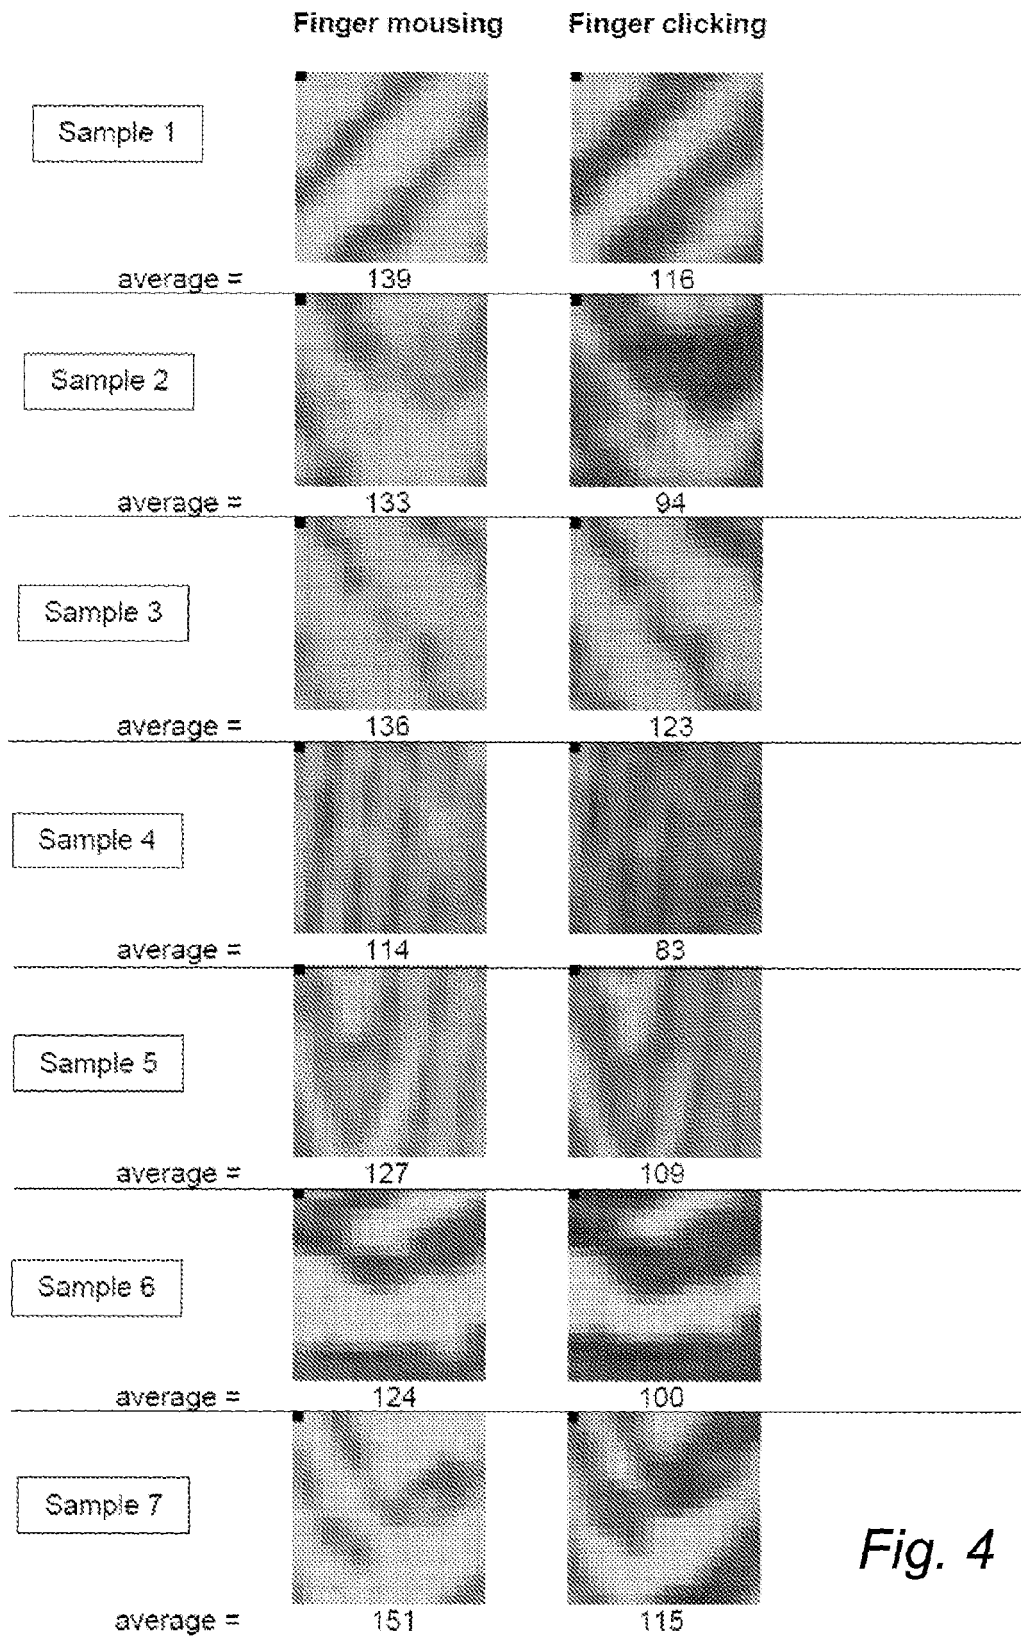 Finger mousing Finger clicking
Sample 1
average = 139 116
Sample 2
average = 133 94
Sample 3
average = 136 123
Sample 4
average = 114 83
Sample 5
average = 127 109
Sample 6
average = 124 100
Sample 7
Fig. 4
average = 151 115